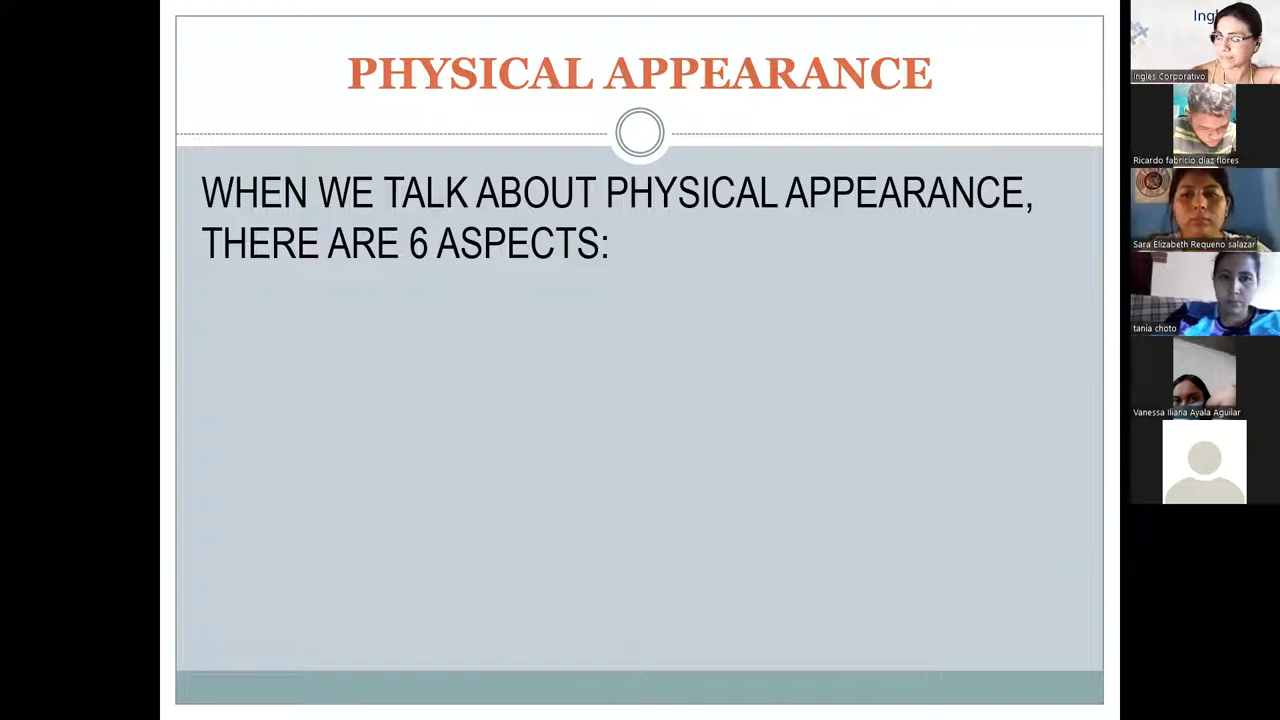 PHYSICAL APPEARANCE
WHEN WE TALK ABOUT PHYSICAL APPEARANCE,
THERE ARE 6 ASPECTS:
Ingl
Ingles Corporativo
Ricardo fabricio diaz flores
Sara Elizabeth Requeno salazar
tania choto
Vanessa Iliana Ayala Aguilar